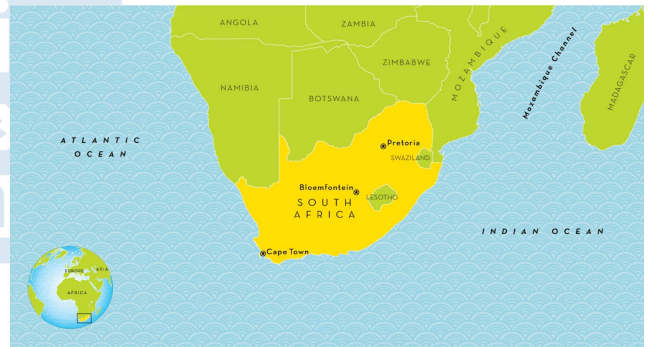 ANGOLA
ZAMBIA
ZIMBABWE
MOZAMBIQUE
Mozambique Channel
MADAGASCAR
NAMIBIA
BOTSWANA
ATLANTIC
OCEAN
Pretoria
SWAZILAND
Bloemfontein
LESOTHO
SOUTH
AFRICA
INDIAN OCEAN
Cape Town
EUROPE
ASIA
AFRICA